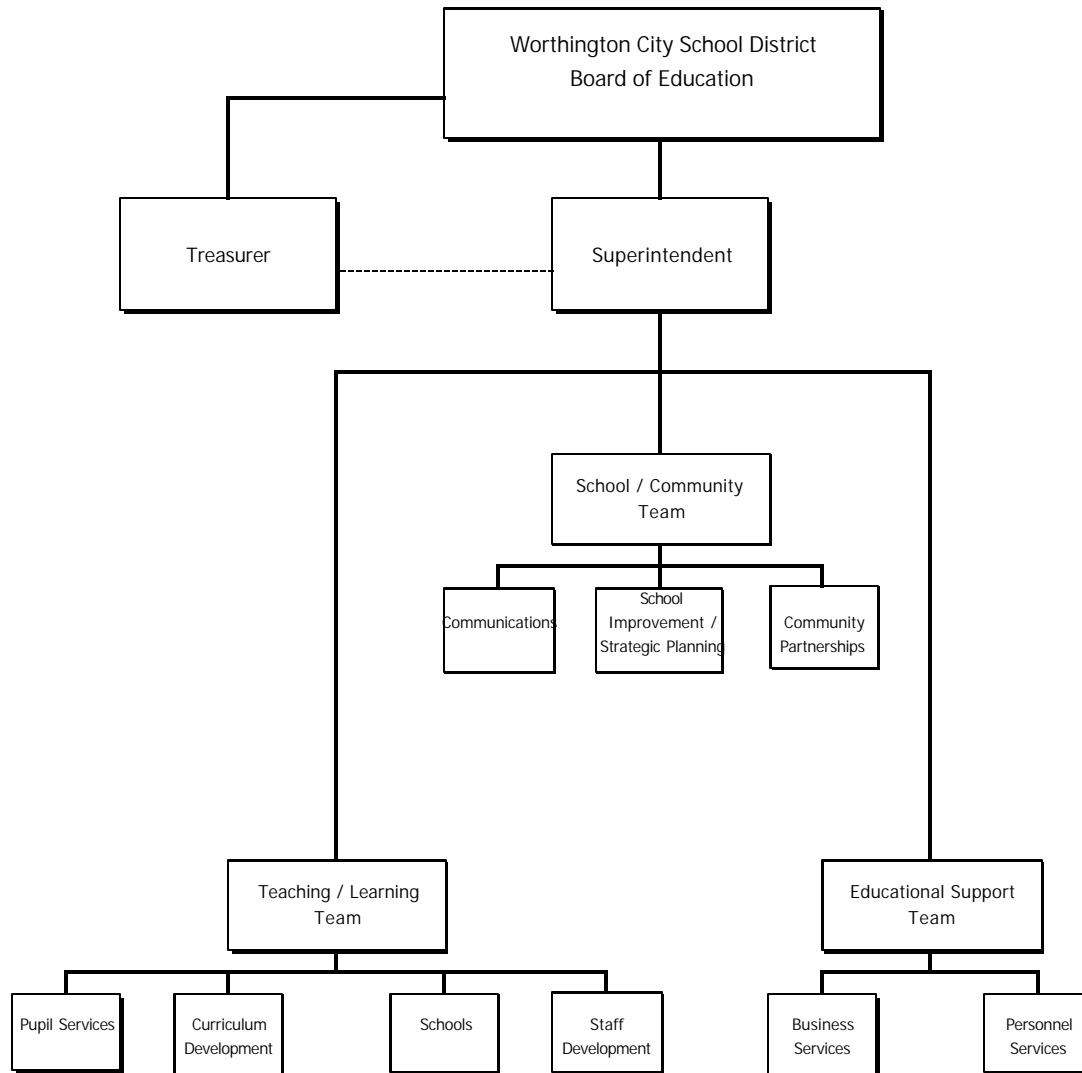 Worthington City School District
Board of Education
Treasurer
Superintendent
School / Community
Team
Communications
School
Improvement /
Strategic Planning
Community
Partnerships
Teaching / Learning
Team
Educational Support
Team
Pupil Services
Curriculum
Development
Schools
Staff
Development
Business
Services
Personnel
Services